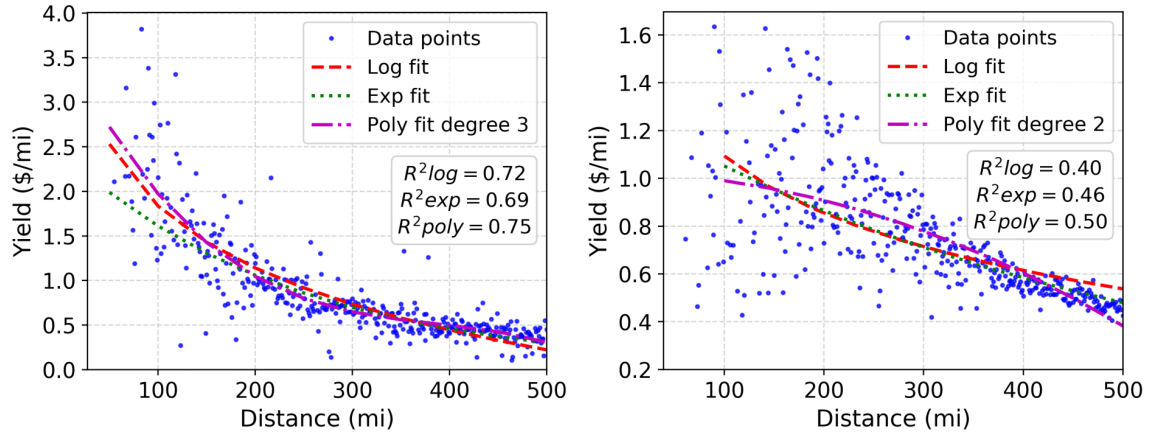 4.0
3.5
3.0
2.5
2.0
1.5
1.0
0.5
0.0
Yield ($/mi)
100
200
300
400
500
Distance (mi)
Data points
Log fit
Exp fit
Poly fit degree 3
R²log = 0.72
R²exp = 0.69
R²poly = 0.75
1.6
1.4
1.2
1.0
0.8
0.6
0.4
0.2
Yield ($/mi)
100
200
300
400
500
Distance (mi)
Data points
Log fit
Exp fit
Poly fit degree 2
R²log = 0.40
R²exp = 0.46
R²poly = 0.50